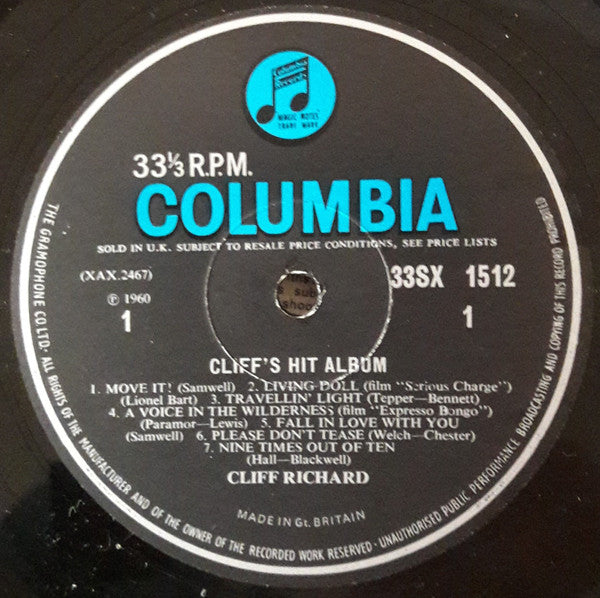 Columbia
Records
MAGIC NOTES
TRADE MARK
33⅓ R.P.M.
COLUMBIA
SOLD IN U.K. SUBJECT TO RESALE PRICE CONDITIONS, SEE PRICE LISTS
(XAX.2467)
33SX 1512
℗ 1960
1
1
CLIFF'S HIT ALBUM
1. MOVE IT! (Samwell) 2. LIVING DOLL (film "Serious Charge")
(Lionel Bart) 3. TRAVELLIN' LIGHT (Tepper—Bennett)
4. A VOICE IN THE WILDERNESS (film "Expresso Bongo")
(Paramor—Lewis) 5. FALL IN LOVE WITH YOU
(Samwell) 6. PLEASE DON'T TEASE (Welch—Chester)
7. NINE TIMES OUT OF TEN
(Hall—Blackwell)
CLIFF RICHARD
MADE IN Gt. BRITAIN
THE GRAMOPHONE CO. LTD. · ALL RIGHTS OF THE MANUFACTURER AND OF THE OWNER OF THE RECORDED WORK RESERVED · UNAUTHORISED PUBLIC PERFORMANCE BROADCASTING AND COPYING OF THIS RECORD PROHIBITED